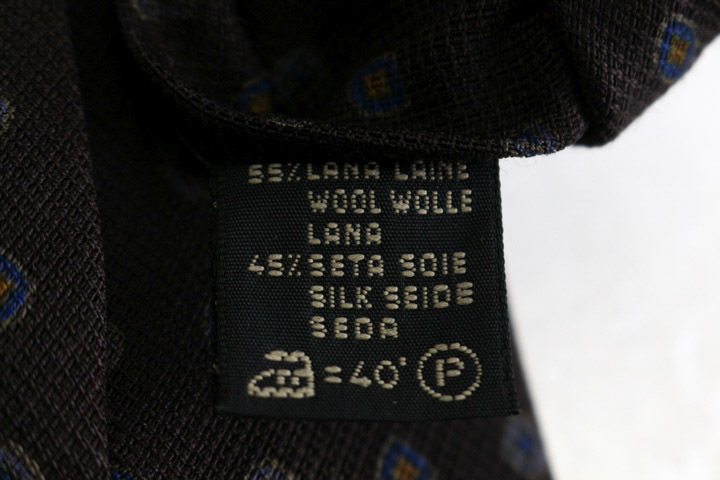 55% LANA LAINE
WOOL WOLLE
LANA
45% SETA SOIE
SILK SEIDE
SEDA
= 40° P